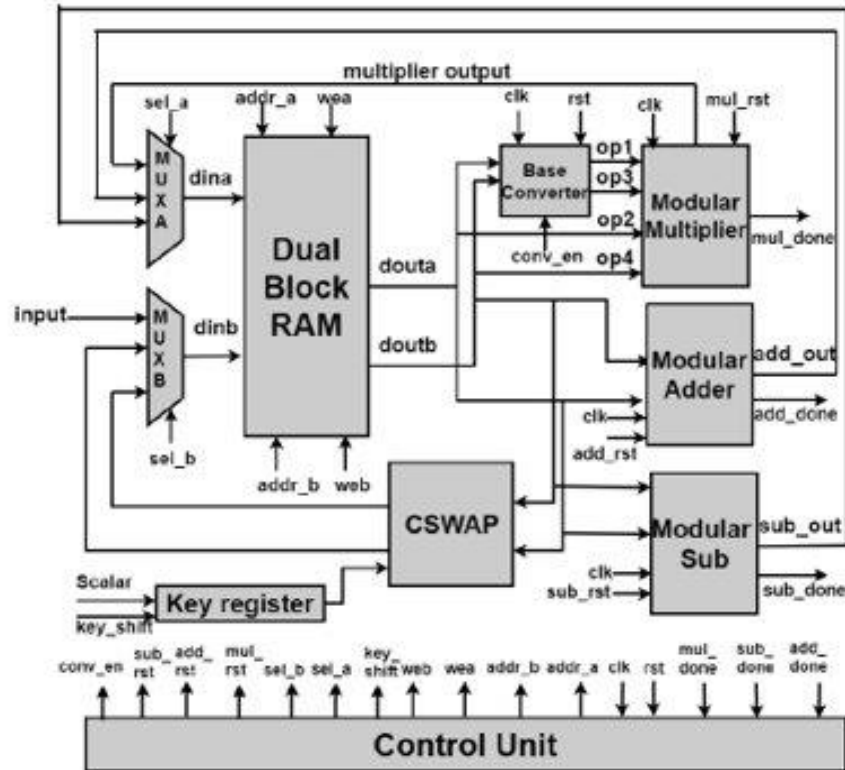 multiplier output
sel_a
addr_a
wea
clk
rst
clk
mul_rst
MUXA
dina
Base
Converter
op1
op3
op2
op4
Modular
Multiplier
mul_done
conv_en
Dual
Block
RAM
douta
doutb
input
MUXB
dinb
sel_b
addr_b
web
Modular
Adder
add_out
add_done
clk
add_rst
CSWAP
Modular
Sub
sub_out
sub_done
clk
sub_rst
Scalar
key_shift
Key register
conv_en
sub_
rst
add_
rst
mul_
rst
sel_b
sel_a
key_
shift
web
wea
addr_b
addr_a
clk
rst
mul_
done
sub_
done
add_
done
Control Unit